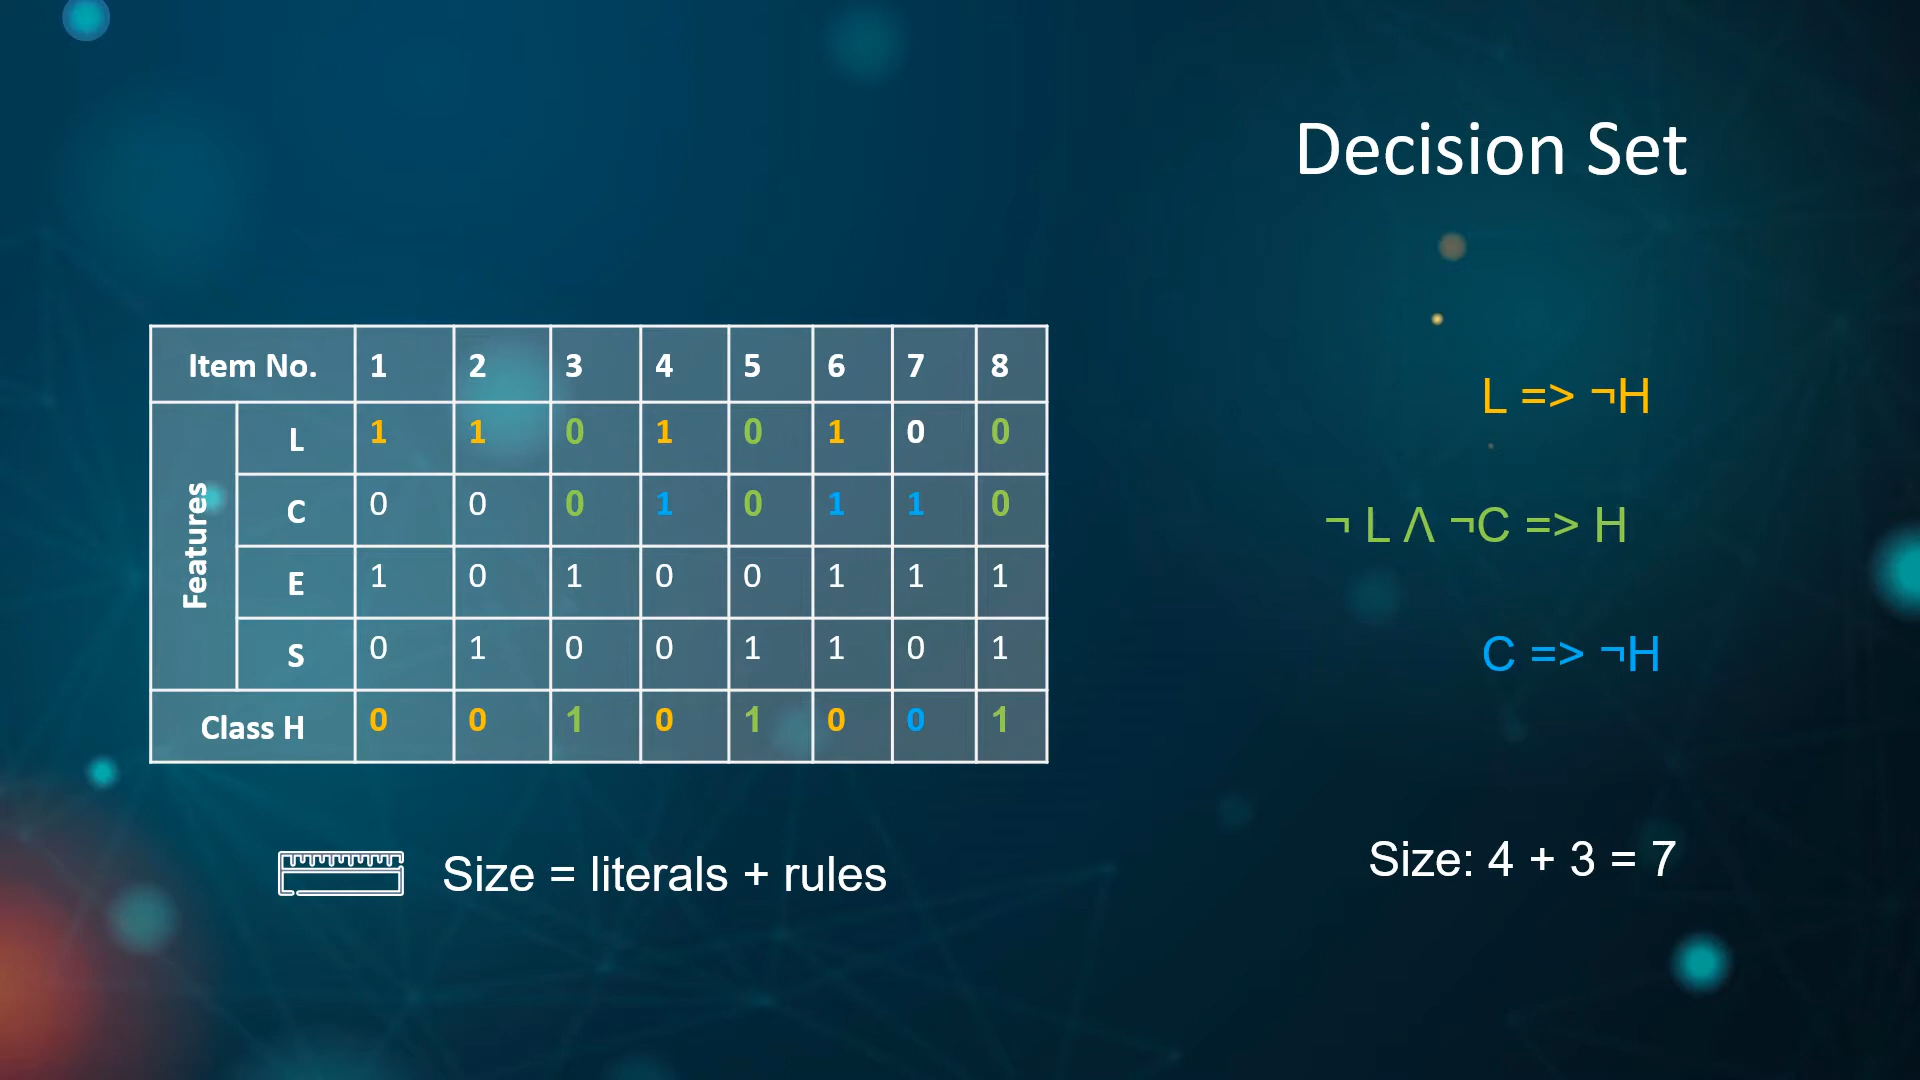 Decision Set
Item No. 1 2 3 4 5 6 7 8
Features
L 1 1 0 1 0 1 0 0
C 0 0 0 1 0 1 1 0
E 1 0 1 0 0 1 1 1
S 0 1 0 0 1 1 0 1
Class H 0 0 1 0 1 0 0 1
L => ¬H
¬ L Λ ¬C => H
C => ¬H
Size = literals + rules
Size: 4 + 3 = 7